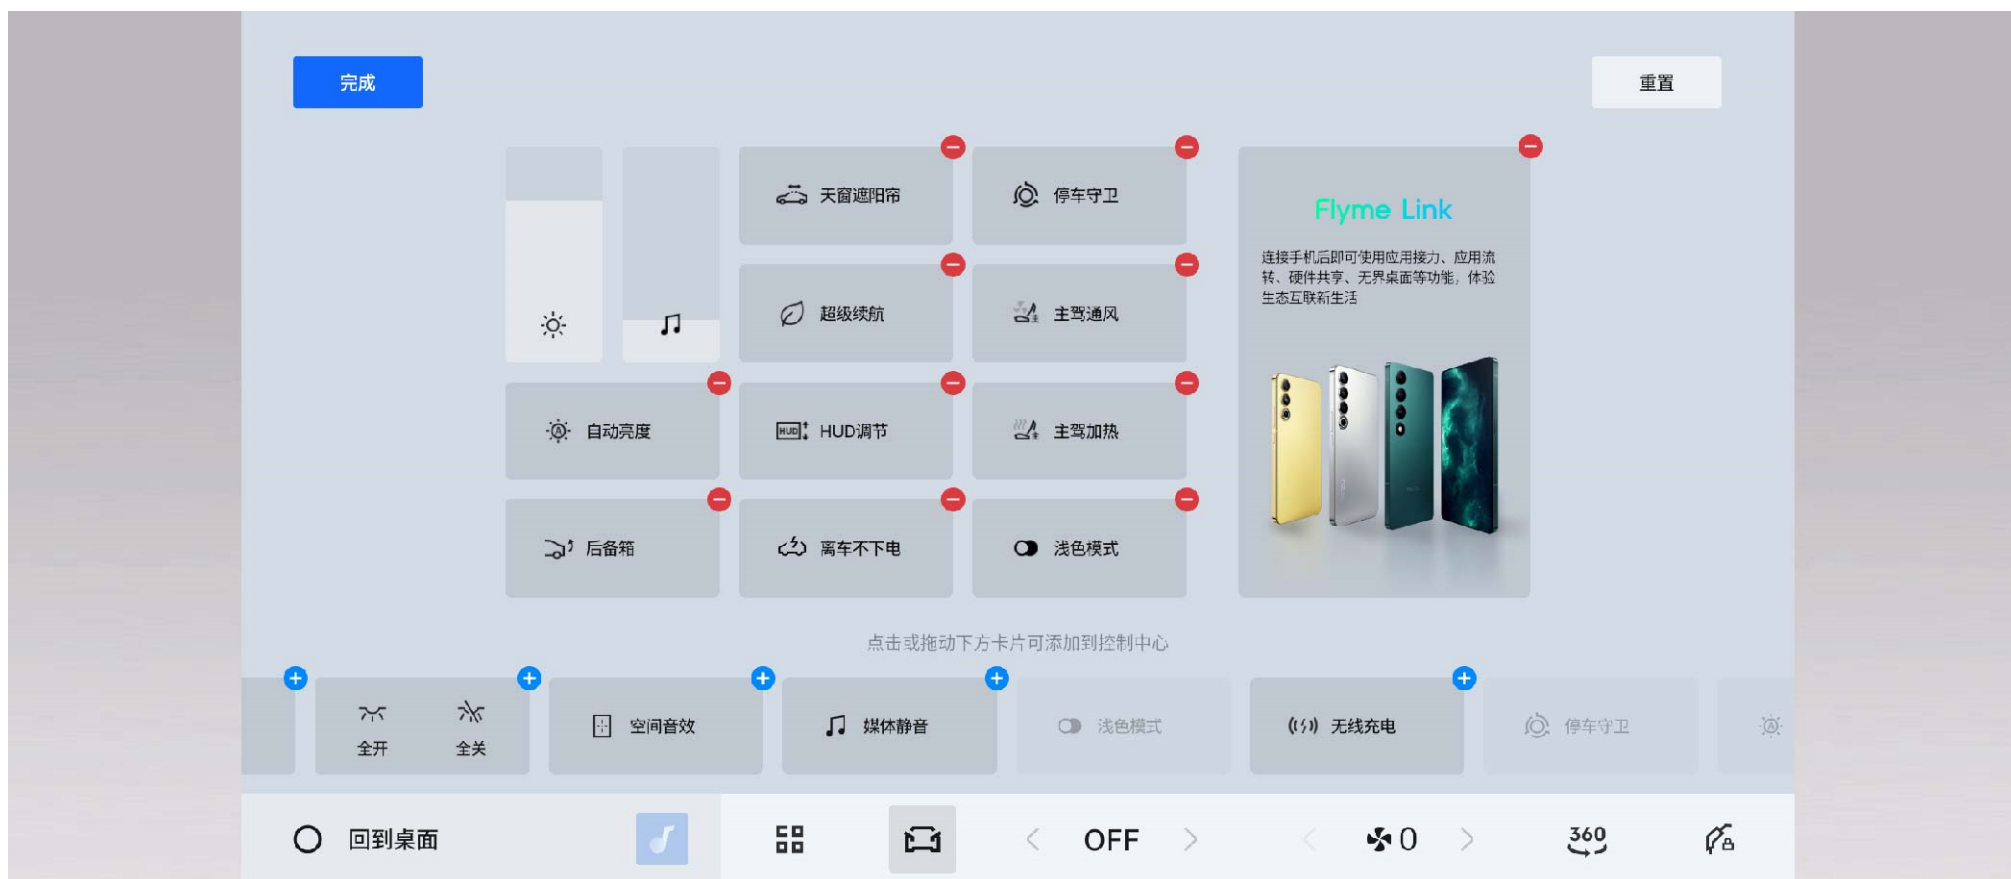 完成
重置
天窗遮阳帘
停车守卫
Flyme Link
连接手机后即可使用应用接力、应用流
转、硬件共享、无界桌面等功能，体验
生态互联新生活
超级续航
主驾通风
自动亮度
HUD
HUD调节
主驾加热
后备箱
离车不下电
浅色模式
点击或拖动下方卡片可添加到控制中心
全开
全关
空间音效
媒体静音
浅色模式
无线充电
停车守卫
回到桌面
OFF
0
360